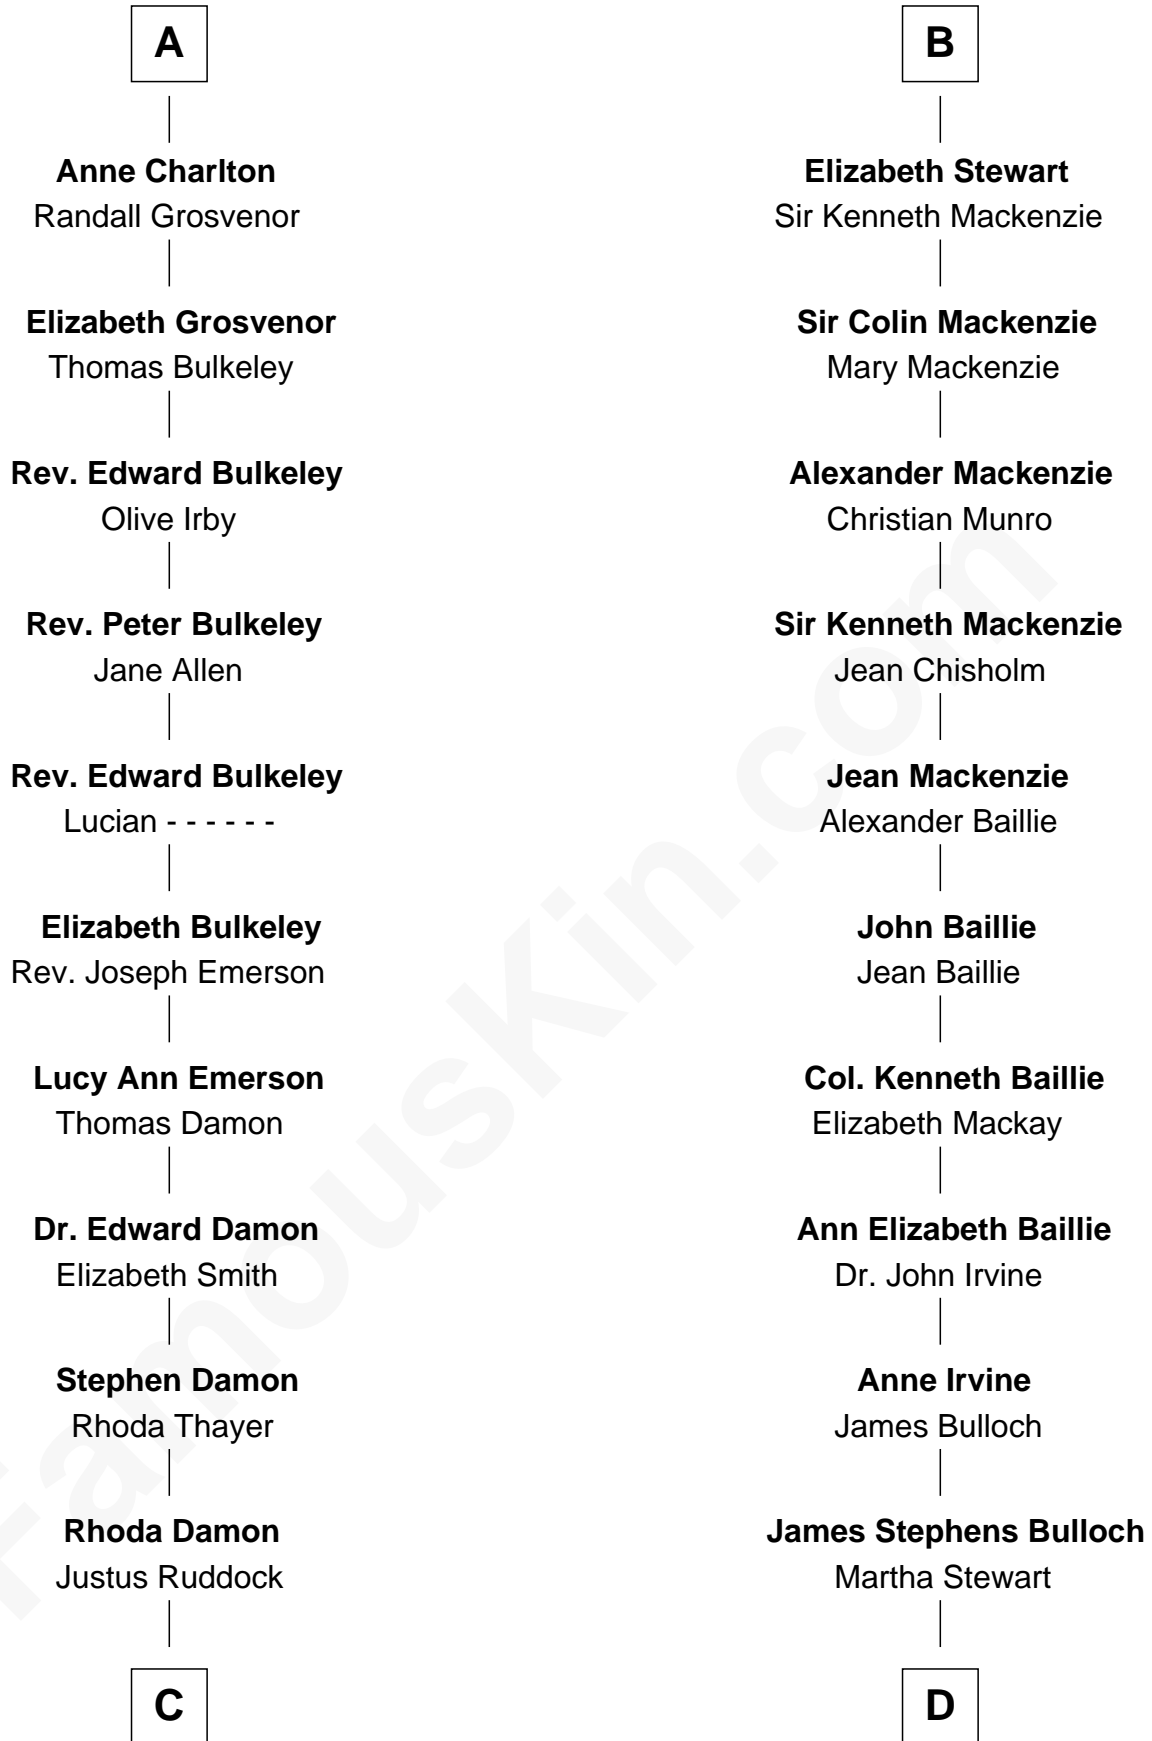 A
Anne Charlton
Randall Grosvenor
Elizabeth Grosvenor
Thomas Bulkeley
Rev. Edward Bulkeley
Olive Irby
Rev. Peter Bulkeley
Jane Allen
Rev. Edward Bulkeley
Lucian - - - - - -
Elizabeth Bulkeley
Rev. Joseph Emerson
Lucy Ann Emerson
Thomas Damon
Dr. Edward Damon
Elizabeth Smith
Stephen Damon
Rhoda Thayer
Rhoda Damon
Justus Ruddock
C
B
Elizabeth Stewart
Sir Kenneth Mackenzie
Sir Colin Mackenzie
Mary Mackenzie
Alexander Mackenzie
Christian Munro
Sir Kenneth Mackenzie
Jean Chisholm
Jean Mackenzie
Alexander Baillie
John Baillie
Jean Baillie
Col. Kenneth Baillie
Elizabeth Mackay
Ann Elizabeth Baillie
Dr. John Irvine
Anne Irvine
James Bulloch
James Stephens Bulloch
Martha Stewart
D
FamousKin.com